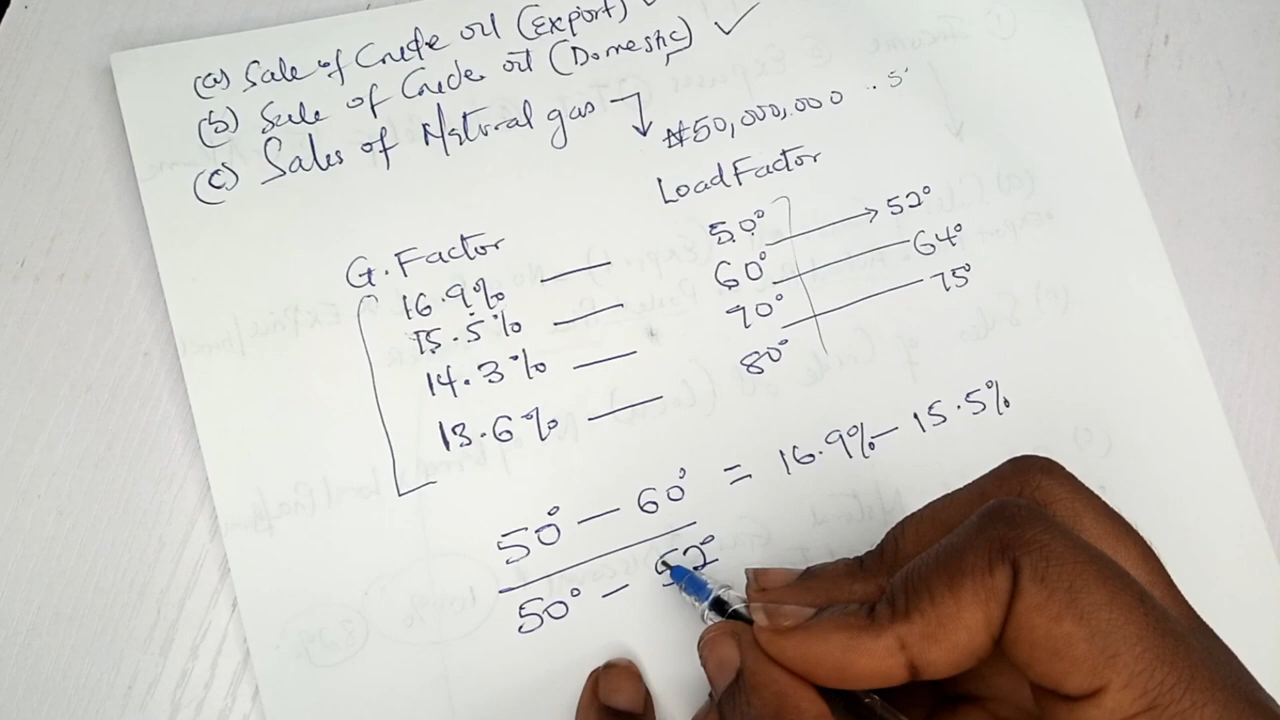 (a) Sale of Crude oil (Export)
(b) Sale of Crude oil (Domestic)
(c) Sales of Natural gas
₦50,000,000
Load Factor
50° 52°
60° 64°
70° 75°
80°
G. Factor
16.9% —
15.5% —
14.3% —
13.6% —
50° — 60° = 16.9% — 15.5%
50° — 52°